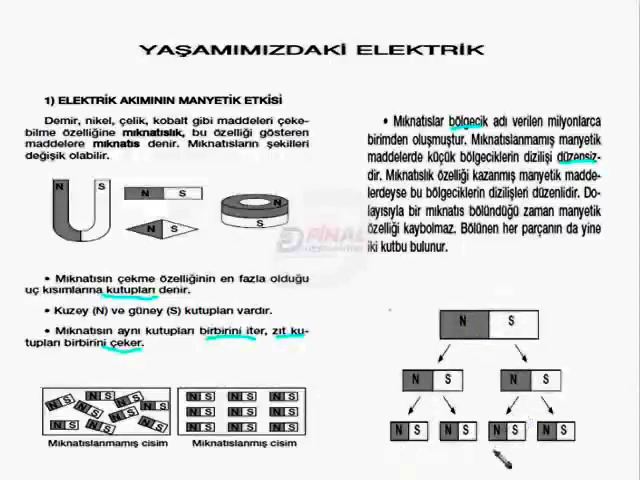 YAŞAMIMIZDAKİ ELEKTRİK
1) ELEKTRİK AKIMININ MANYETİK ETKİSİ
Demir, nikel, çelik, kobalt gibi maddeleri çeke-
bilme özelliğine mıknatıslık, bu özelliği gösteren
maddelere mıknatıs denir. Mıknatısların şekilleri
değişik olabilir.
N S
N S
N S
N
S
• Mıknatısın çekme özelliğinin en fazla olduğu
uç kısımlarına kutupları denir.
• Kuzey (N) ve güney (S) kutupları vardır.
• Mıknatısın aynı kutupları birbirini iter, zıt ku-
tupları birbirini çeker.
N S N S N S
N S N S N S
N S N S N S
N S N S N S
N S N S N S
N S N S N S
Mıknatıslanmamış cisim
Mıknatıslanmış cisim
• Mıknatıslar bölgecik adı verilen milyonlarca
birimden oluşmuştur. Mıknatıslanmamış manyetik
maddelerde küçük bölgeciklerin dizilişi düzensiz-
dir. Mıknatıslık özelliği kazanmış manyetik madde-
lerdeyse bu bölgeciklerin dizilişleri düzenlidir. Do-
layısıyla bir mıknatıs bölündüğü zaman manyetik
özelliği kaybolmaz. Bölünen her parçanın da yine
iki kutbu bulunur.
N S
N S N S
N S N S N S N S
FİNAL